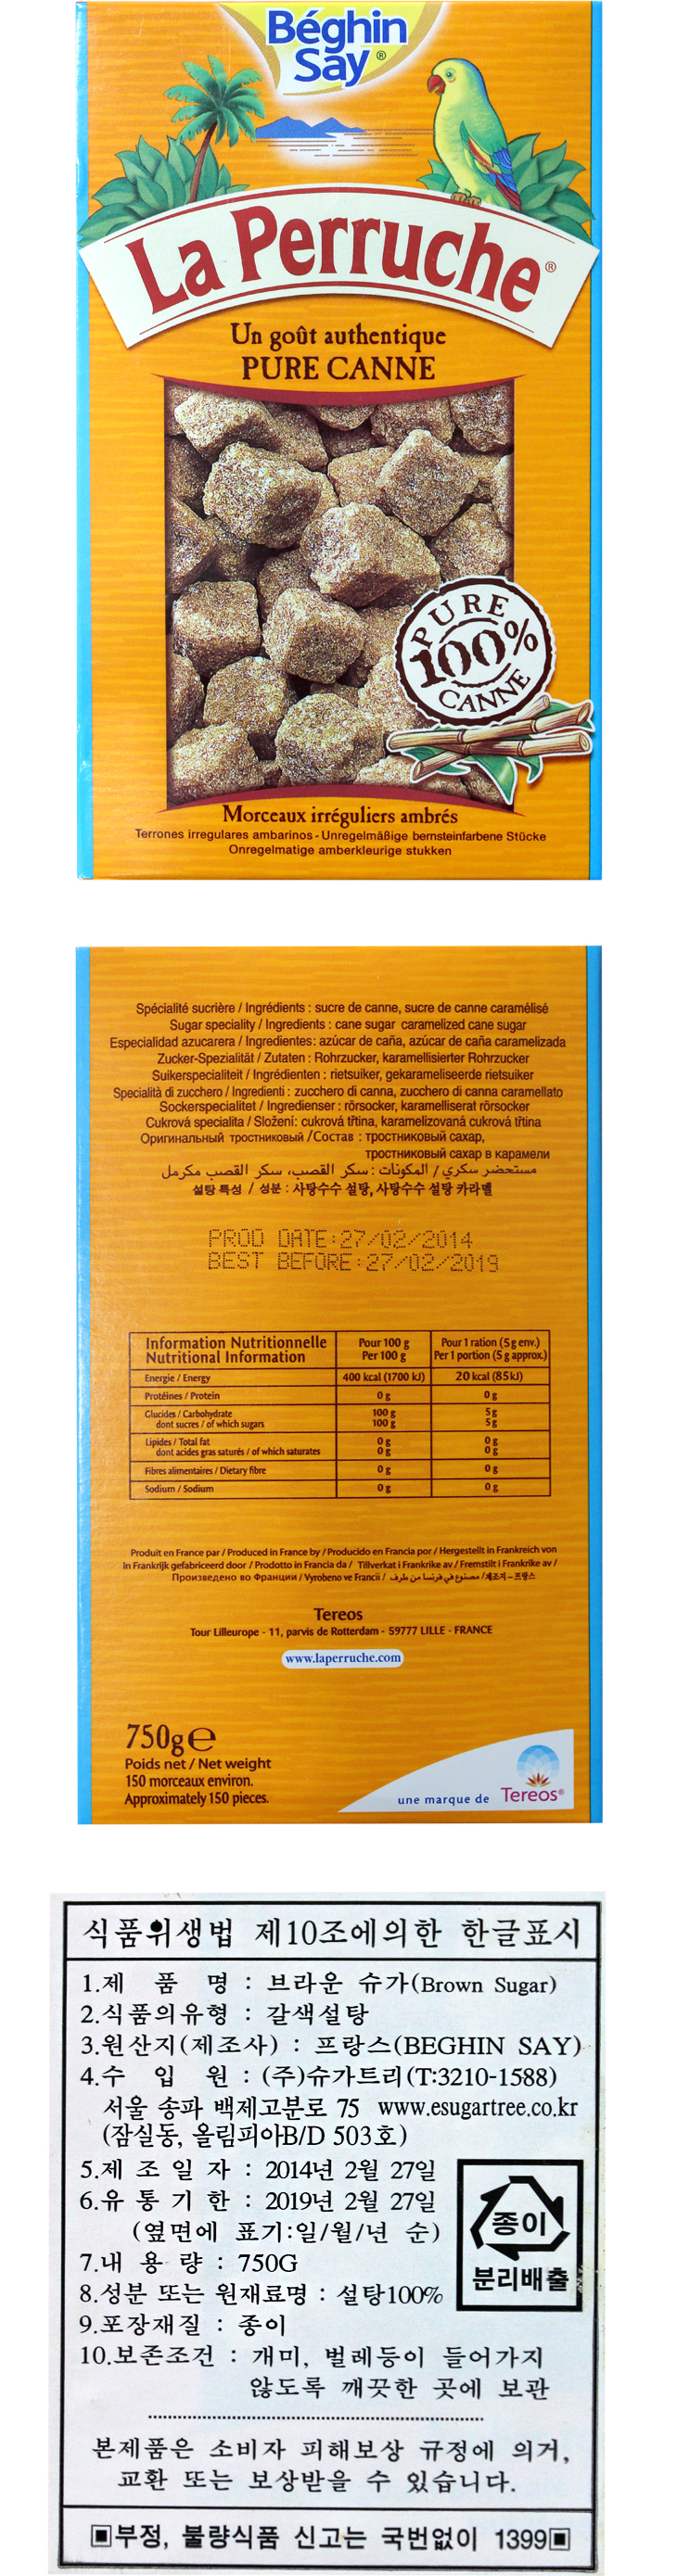 Béghin
Say®
La Perruche®
Un goût authentique
PURE CANNE
PURE
100%
CANNE
Morceaux irréguliers ambrés
Terrones irregulares ambarinos - Unregelmäßige bernsteinfarbene Stücke
Onregelmatige amberkleurige stukken
Spécialité sucrière / Ingrédients : sucre de canne, sucre de canne caramélisé
Sugar speciality / Ingredients : cane sugar caramelized cane sugar
Especialidad azucarera / Ingredientes: azúcar de caña, azúcar de caña caramelizada
Zucker-Spezialität / Zutaten : Rohrzucker, karamellisierter Rohrzucker
Suikerspecialiteit / Ingrédienten : rietsuiker, gekarameliseerde rietsuiker
Specialità di zucchero / Ingredienti : zucchero di canna, zucchero di canna caramellato
Sockerspecialitet / Ingredienser : rörsocker, karamelliserat rörsocker
Cukrová specialita / Složení: cukrová třtina, karamelizovaná cukrová třtina
Оригинальный тростниковый /Состав : тростниковый сахар,
тростниковый сахар в карамели
مستحضر سكري / المكونات : سكر القصب، سكر القصب مكرمل
설탕 특성 / 성분 : 사탕수수 설탕, 사탕수수 설탕 카라멜
PROD DATE:27/02/2014
BEST BEFORE:27/02/2019
Information Nutritionnelle Pour 100 g Pour 1 ration (5 g env.)
Nutritional Information Per 100 g Per 1 portion (5 g approx.)
Energie / Energy 400 kcal (1700 kJ) 20 kcal (85 kJ)
Protéines / Protein 0 g 0 g
Glucides / Carbohydrate 100 g 5 g
dont sucres / of which sugars 100 g 5 g
Lipides / Total fat 0 g 0 g
dont acides gras saturés / of which saturates 0 g 0 g
Fibres alimentaires / Dietary fibre 0 g 0 g
Sodium / Sodium 0 g 0 g
Produit en France par / Produced in France by / Producido en Francia por / Hergestellt in Frankreich von
In Frankrijk gefabriceerd door / Prodotto in Francia da / Tillverkat i Frankrike av / Fremstilt i Frankrike av /
Произведено во Франции / Vyrobeno ve Francii / مصنوع في فرنسا من طرف /제조지 - 프랑스
Tereos
Tour Lilleurope - 11, parvis de Rotterdam - 59777 LILLE - FRANCE
www.laperruche.com
750g e
Poids net / Net weight
150 morceaux environ.
Approximately 150 pieces.
une marque de Tereos®
식품위생법 제10조에의한 한글표시
1.제 품 명 : 브라운 슈가(Brown Sugar)
2.식품의유형 : 갈색설탕
3.원산지(제조사) : 프랑스(BEGHIN SAY)
4.수 입 원 : (주)슈가트리(T:3210-1588)
서울 송파 백제고분로 75 www.esugartree.co.kr
(잠실동, 올림피아B/D 503호)
5.제 조 일 자 : 2014년 2월 27일
6.유 통 기 한 : 2019년 2월 27일
(옆면에 표기:일/월/년 순)
7.내 용 량 : 750G
8.성분 또는 원재료명 : 설탕100%
9.포장재질 : 종이
종이
분리배출
10.보존조건 : 개미, 벌레등이 들어가지
않도록 깨끗한 곳에 보관
본제품은 소비자 피해보상 규정에 의거,
교환 또는 보상받을 수 있습니다.
▣부정, 불량식품 신고는 국번없이 1399▣